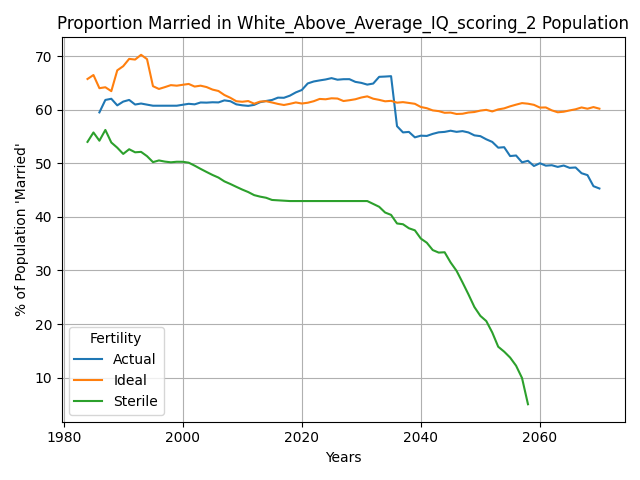 Proportion Married in White_Above_Average_IQ_scoring_2 Population
% of Population 'Married'
70
60
50
40
30
20
10
Fertility
Actual
Ideal
Sterile
1980 2000 2020 2040 2060
Years